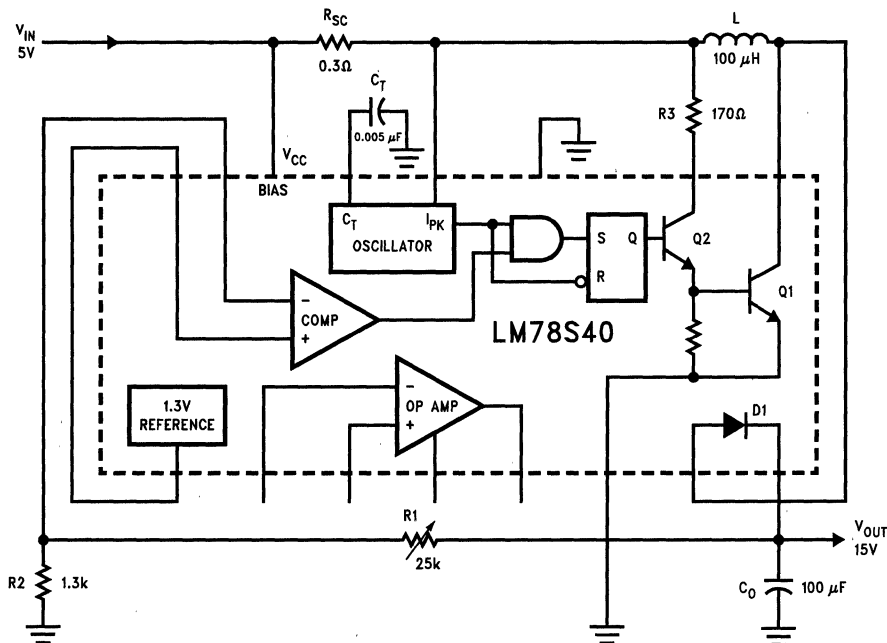 V_IN
5V
R_SC
0.3Ω
L
100 μH
C_T
0.005 μF
R3 170Ω
V_CC
BIAS
C_T I_PK
OSCILLATOR
S Q
R
Q2
Q1
-
COMP
+
LM78S40
-
OP AMP
+
1.3V
REFERENCE
D1
R1
25k
V_OUT
15V
R2 1.3k
C_O 100 μF